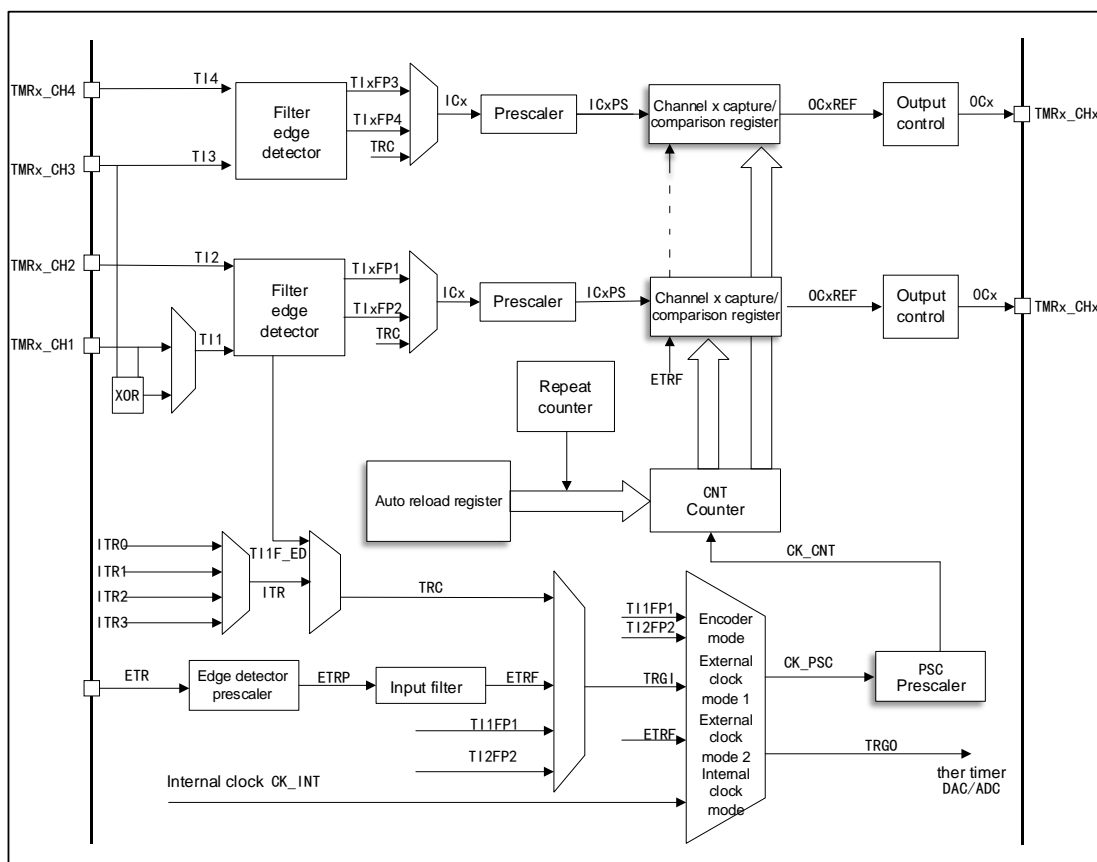 TMRx_CH4
TI4
TIxFP3
ICx
ICxPS
OCxREF
OCx
TMRx_CHx
Filter
edge
detector
TIxFP4
TRC
Prescaler
Channel x capture/
comparison register
Output
control
TMRx_CH3
TI3
TMRx_CH2
TI2
TIxFP1
ICx
ICxPS
OCxREF
OCx
TMRx_CHx
Filter
edge
detector
TIxFP2
TRC
Prescaler
Channel x capture/
comparison register
Output
control
TMRx_CH1
TI1
XOR
ETRF
Repeat
counter
Auto reload register
CNT
Counter
CK_CNT
ITR0
ITR1
ITR2
ITR3
ITR
TI1F_ED
TRC
TI1FP1
TI2FP2
Encoder
mode
External
clock
mode 1
External
clock
mode 2
Internal
clock
mode
CK_PSC
PSC
Prescaler
ETR
Edge detector
prescaler
ETRP
Input filter
ETRF
TRGI
TI1FP1
TI2FP2
ETRF
TRGO
ther timer
DAC/ADC
Internal clock CK_INT